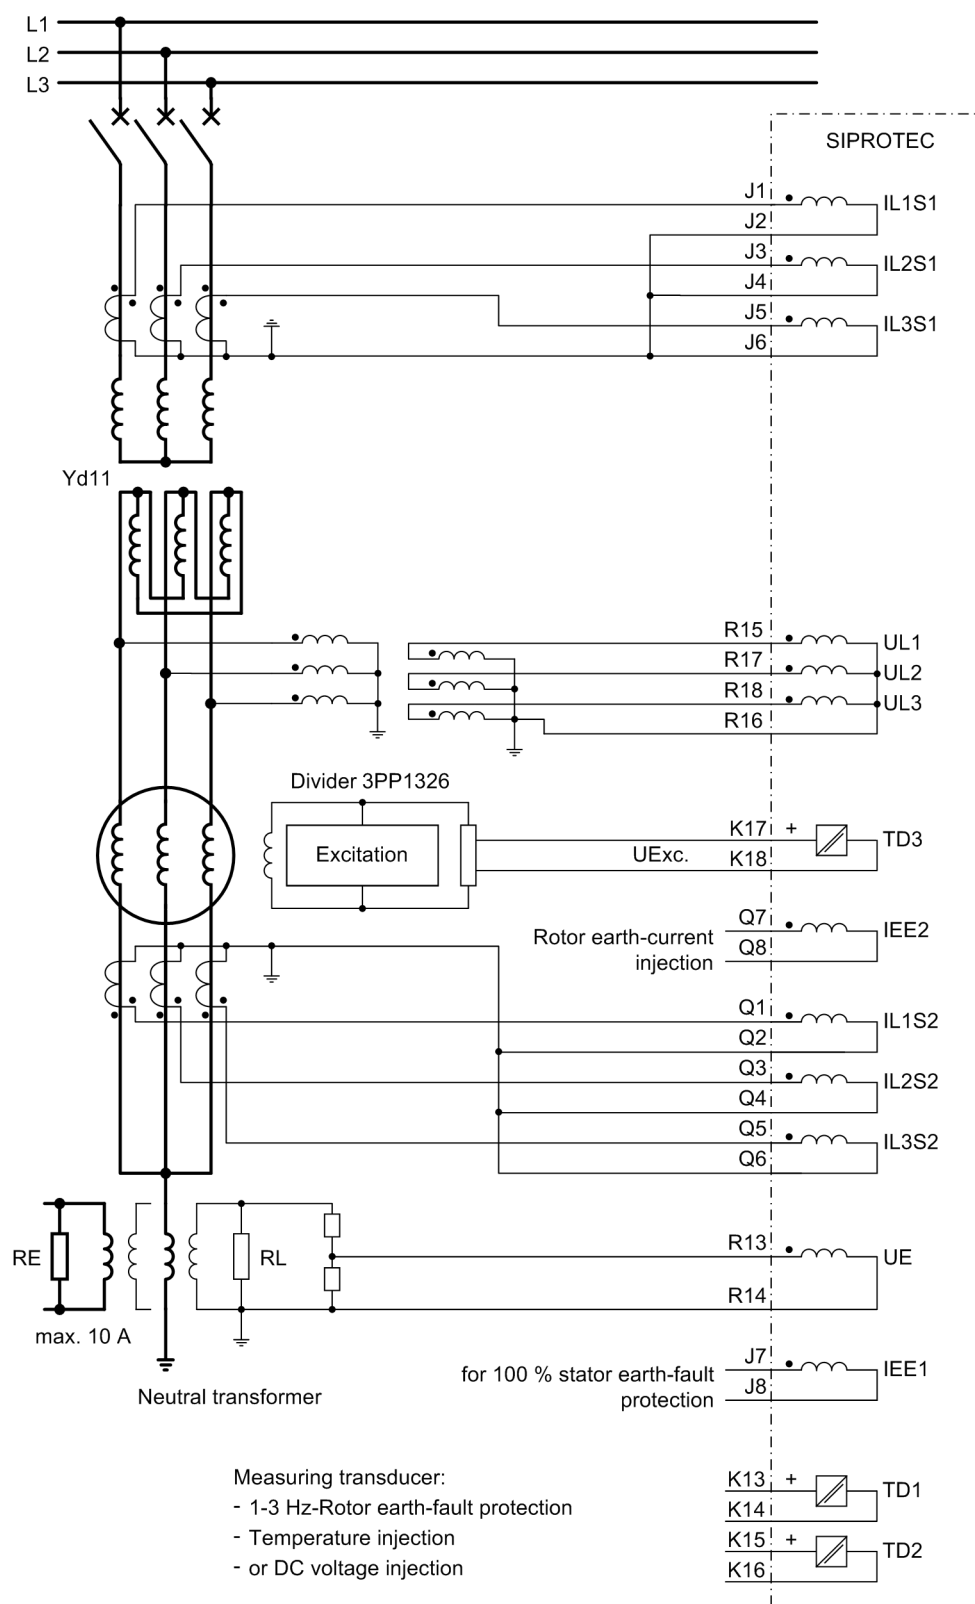 L1
L2
L3
SIPROTEC
J1
IL1S1
J2
J3
IL2S1
J4
J5
IL3S1
J6
Yd11
R15
UL1
R17
UL2
R18
UL3
R16
Divider 3PP1326
Excitation
UExc.
K17 +
TD3
K18
Q7
IEE2
Q8
Rotor earth-current
injection
Q1
IL1S2
Q2
Q3
IL2S2
Q4
Q5
IL3S2
Q6
RE
RL
R13
UE
R14
max. 10 A
Neutral transformer
for 100 % stator earth-fault
protection
J7
IEE1
J8
Measuring transducer:
- 1-3 Hz-Rotor earth-fault protection
- Temperature injection
- or DC voltage injection
K13 +
TD1
K14
K15 +
TD2
K16